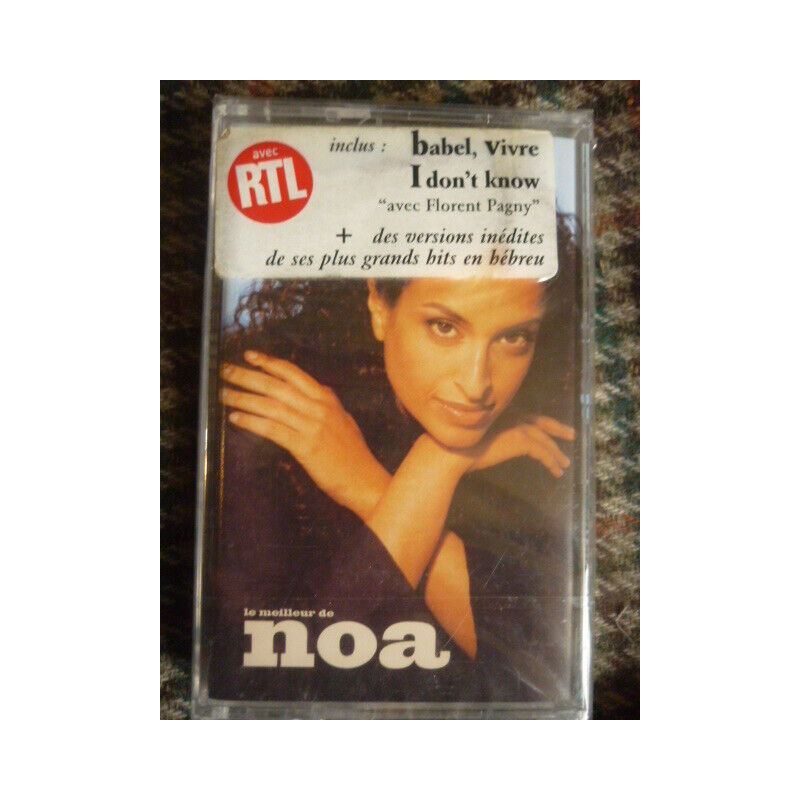 avec
RTL
inclus : babel, Vivre
I don't know
"avec Florent Pagny"
+ des versions inédites
de ses plus grands hits en hébreu
le meilleur de
noa